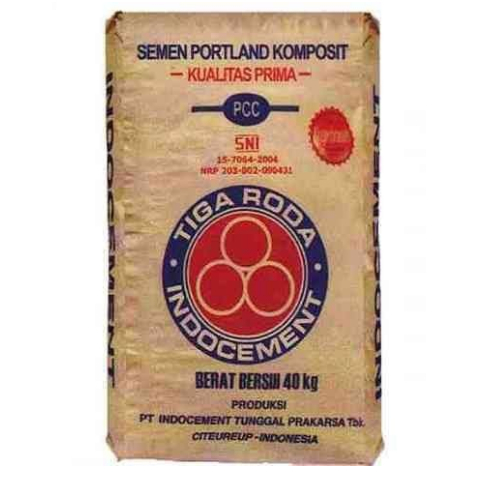 SEMEN PORTLAND KOMPOSIT
— KUALITAS PRIMA —
PCC
SNI
15-7064-2004
NRP 203-002-090431
TIGA RODA
INDOCEMENT
INDOCEMENT
INDOCEMENT
BERAT BERSIH 40 kg
PRODUKSI
PT INDOCEMENT TUNGGAL PRAKARSA Tbk.
CITEUREUP - INDONESIA